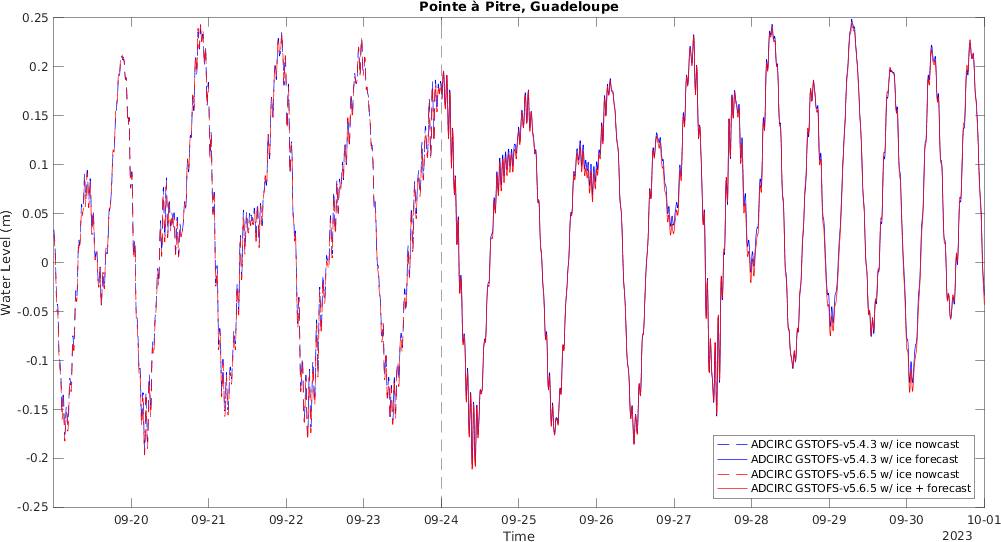 Pointe à Pitre, Guadeloupe
0.25
0.2
0.15
0.1
0.05
0
-0.05
-0.1
-0.15
-0.2
-0.25
Water Level (m)
ADCIRC GSTOFS-v5.4.3 w/ ice nowcast
ADCIRC GSTOFS-v5.4.3 w/ ice forecast
ADCIRC GSTOFS-v5.6.5 w/ ice nowcast
ADCIRC GSTOFS-v5.6.5 w/ ice + forecast
09-20 09-21 09-22 09-23 09-24 09-25 09-26 09-27 09-28 09-29 09-30 10-01
Time
2023